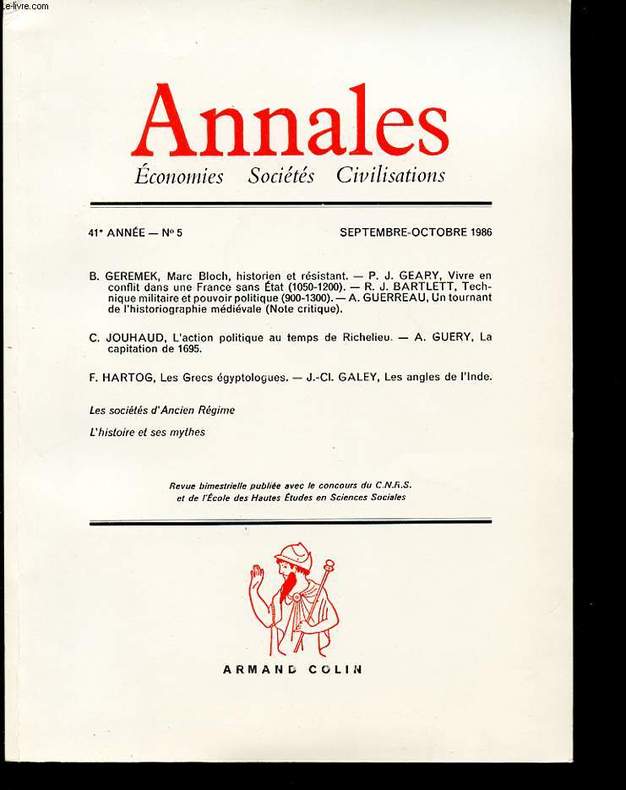 e-livre.com
Annales
Économies Sociétés Civilisations
41e ANNÉE — No 5 SEPTEMBRE-OCTOBRE 1986
B. GEREMEK, Marc Bloch, historien et résistant. — P. J. GEARY, Vivre en
conflit dans une France sans État (1050-1200). — R. J. BARTLETT, Tech-
nique militaire et pouvoir politique (900-1300). — A. GUERREAU, Un tournant
de l'historiographie médiévale (Note critique).
C. JOUHAUD, L'action politique au temps de Richelieu. — A. GUERY, La
capitation de 1695.
F. HARTOG, Les Grecs égyptologues. — J.-Cl. GALEY, Les angles de l'Inde.
Les sociétés d'Ancien Régime
L'histoire et ses mythes
Revue bimestrielle publiée avec le concours du C.N.R.S.
et de l'École des Hautes Études en Sciences Sociales
ARMAND COLIN